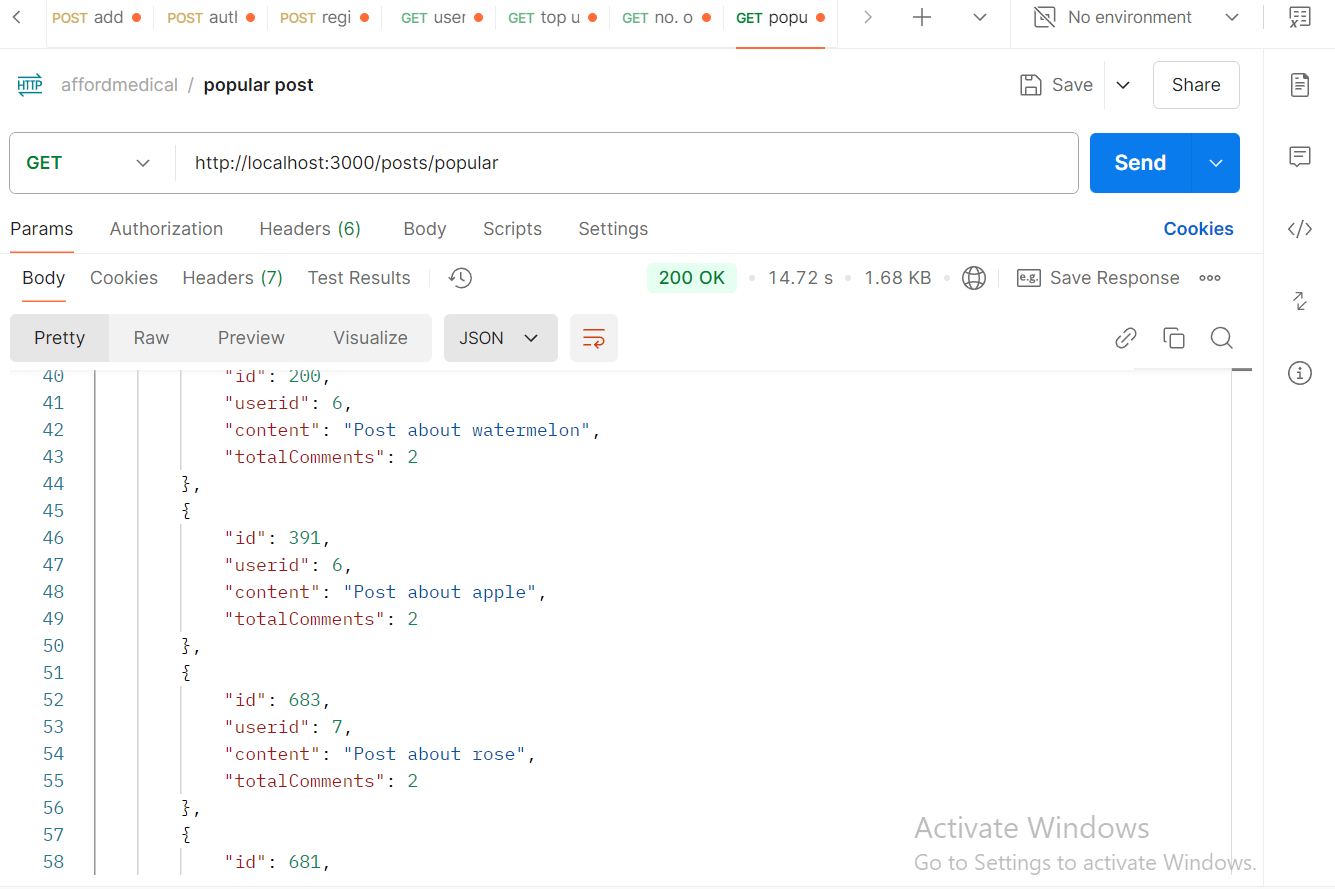 POST add POST autl POST regi GET user GET top u GET no. o GET popu No environment
HTTP affordmedical / popular post Save Share
GET http://localhost:3000/posts/popular Send
Params Authorization Headers (6) Body Scripts Settings Cookies
Body Cookies Headers (7) Test Results 200 OK 14.72 s 1.68 KB e.g. Save Response
Pretty Raw Preview Visualize JSON
40 "id": 200,
41 "userid": 6,
42 "content": "Post about watermelon",
43 "totalComments": 2
44 },
45 {
46 "id": 391,
47 "userid": 6,
48 "content": "Post about apple",
49 "totalComments": 2
50 },
51 {
52 "id": 683,
53 "userid": 7,
54 "content": "Post about rose",
55 "totalComments": 2
56 },
57 {
58 "id": 681,
Activate Windows
Go to Settings to activate Windows.